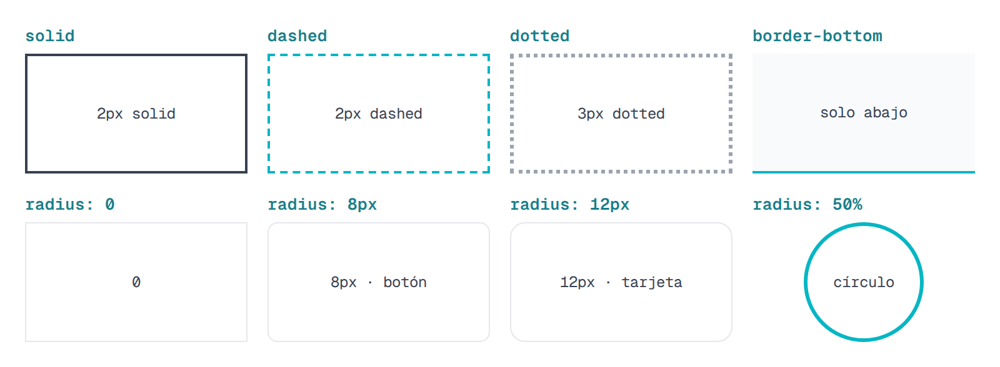 solid
dashed
dotted
border-bottom
2px solid
2px dashed
3px dotted
solo abajo
radius: 0
radius: 8px
radius: 12px
radius: 50%
0
8px · botón
12px · tarjeta
círculo